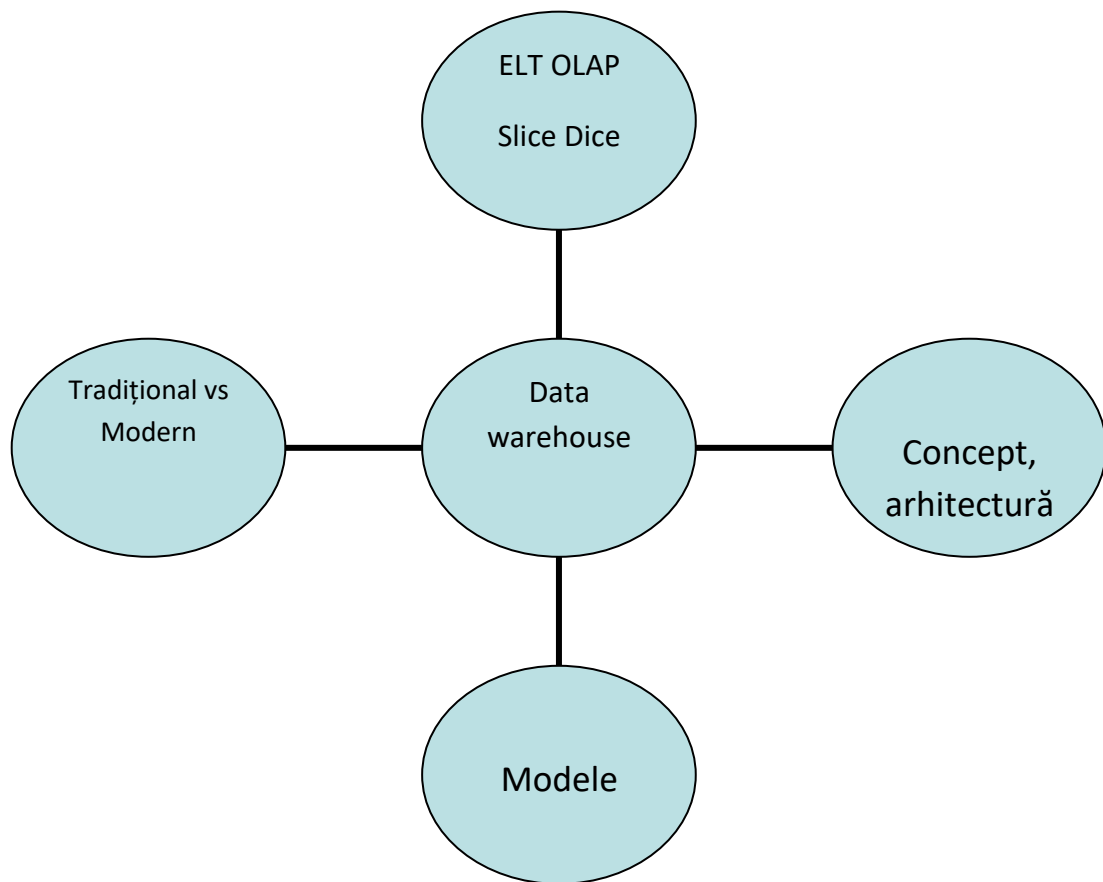 ELT OLAP
Slice Dice
Tradițional vs
Modern
Data
warehouse
Concept,
arhitectură
Modele